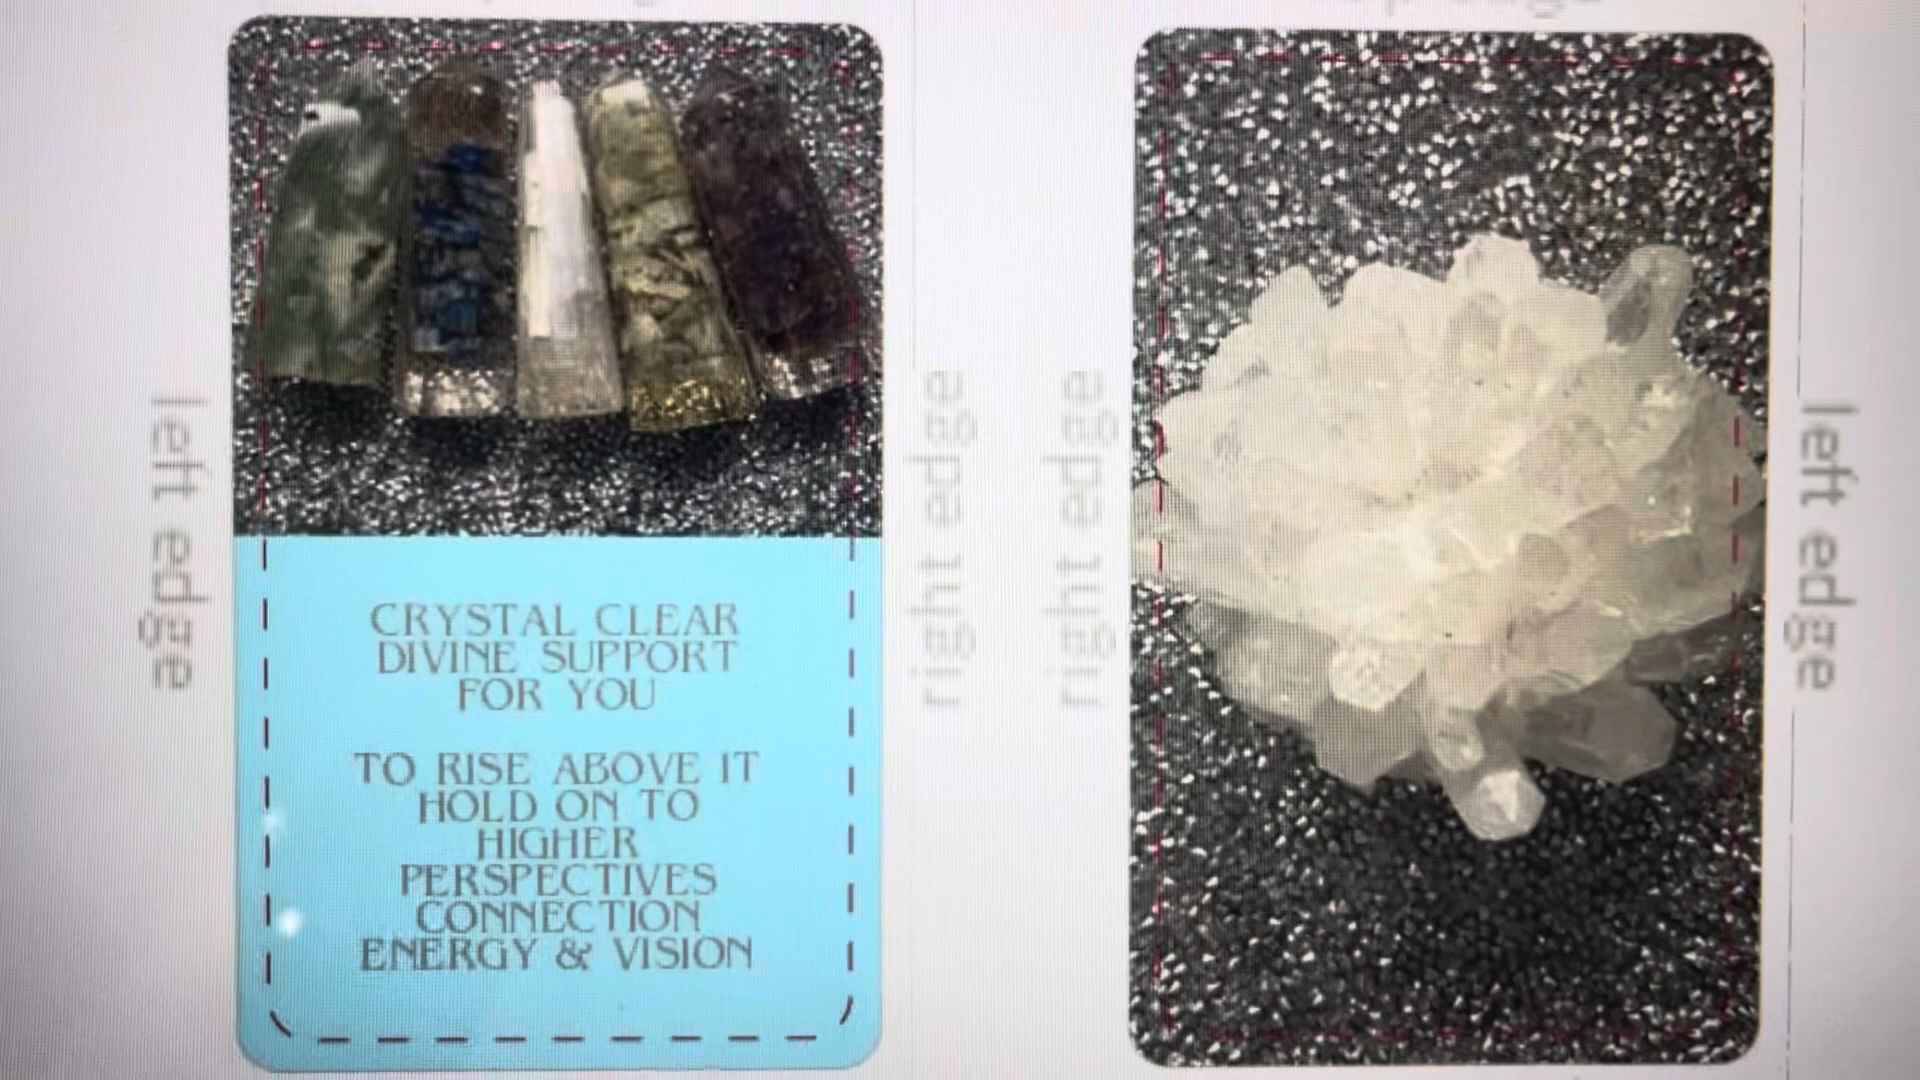 left edge
CRYSTAL CLEAR
DIVINE SUPPORT
FOR YOU
TO RISE ABOVE IT
HOLD ON TO
HIGHER
PERSPECTIVES
CONNECTION
ENERGY & VISION
right edge
right edge
left edge